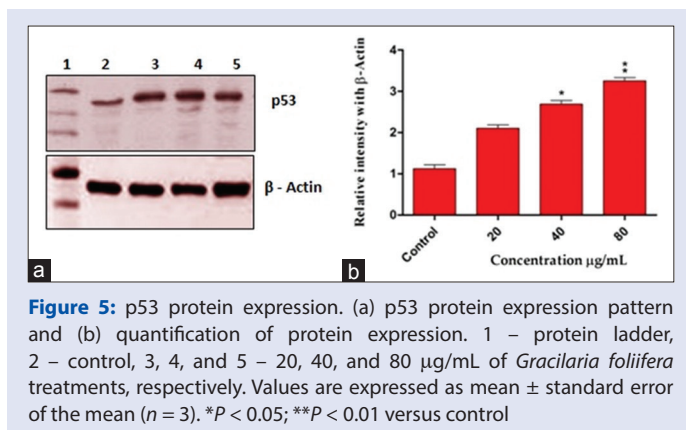 1 2 3 4 5
p53
β - Actin
a
Relative intensity with β-Actin
4
3
2
1
0
*
**
Control 20 40 80
Concentration µg/mL
b
Figure 5: p53 protein expression. (a) p53 protein expression pattern
and (b) quantification of protein expression. 1 – protein ladder,
2 – control, 3, 4, and 5 – 20, 40, and 80 µg/mL of Gracilaria foliifera
treatments, respectively. Values are expressed as mean ± standard error
of the mean (n = 3). *P < 0.05; **P < 0.01 versus control